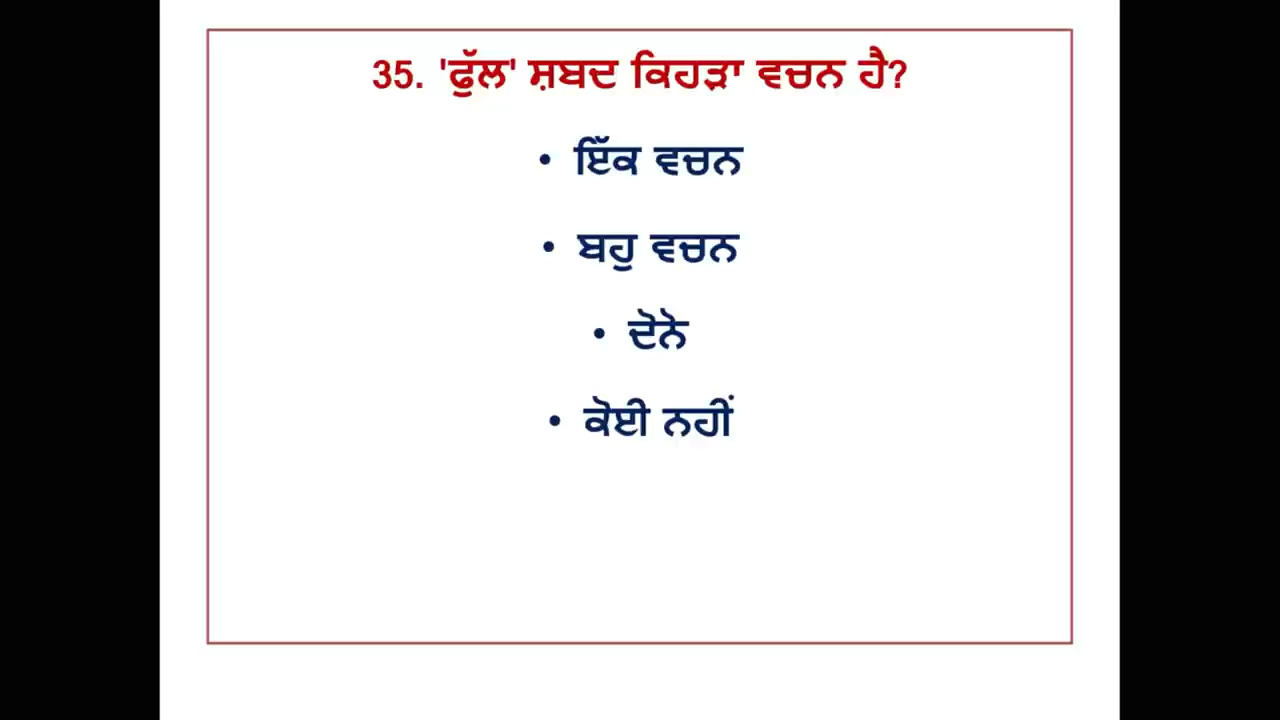 35. 'ਫੁੱਲ' ਸ਼ਬਦ ਕਿਹੜਾ ਵਚਨ ਹੈ?
• ਇੱਕ ਵਚਨ
• ਬਹੁ ਵਚਨ
• ਦੋਨੋ
• ਕੋਈ ਨਹੀਂ